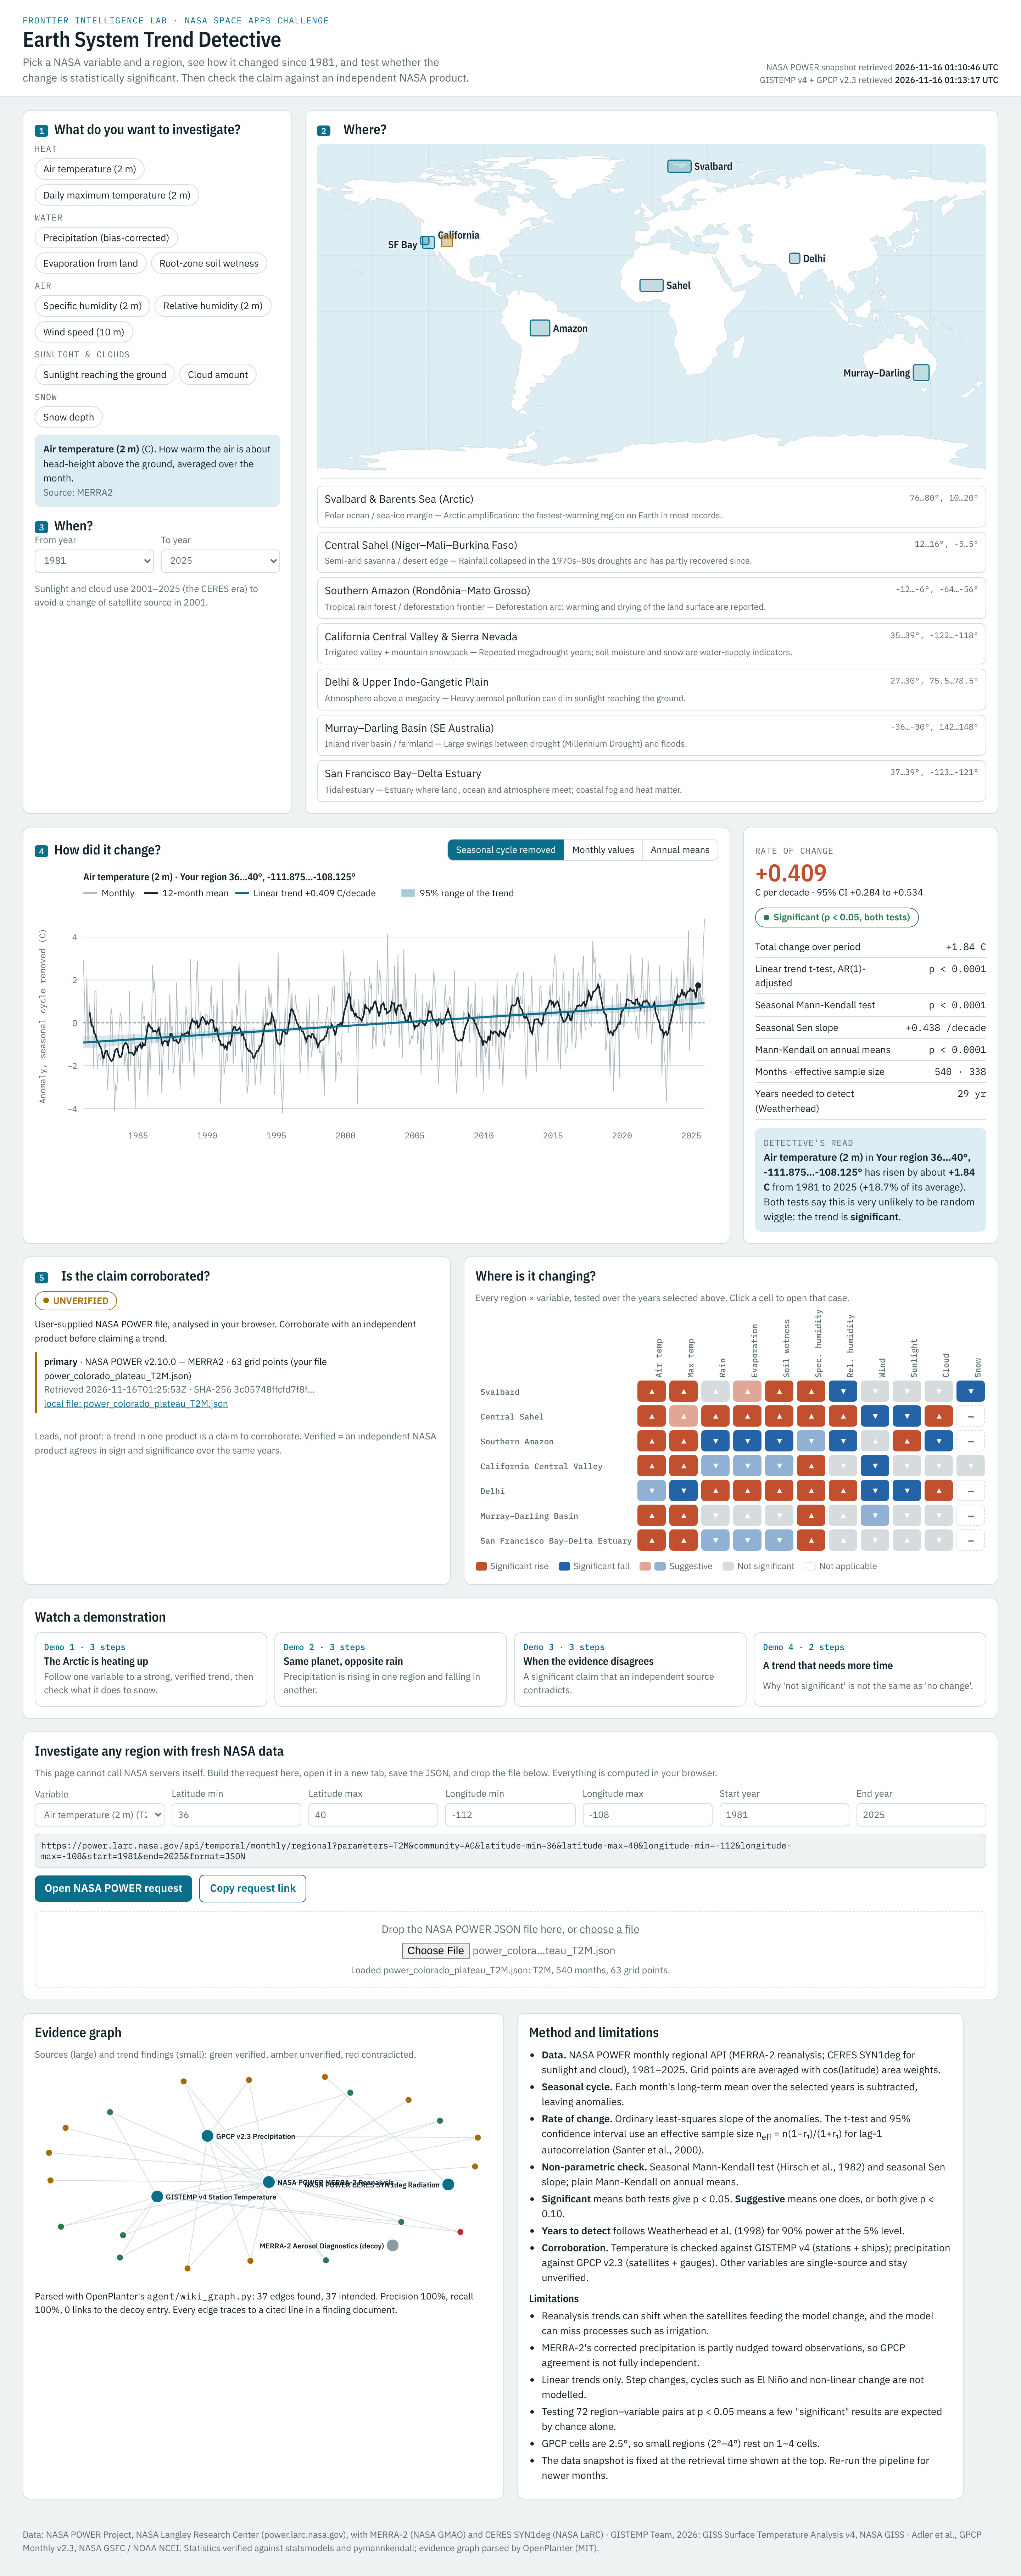 FRONTIER INTELLIGENCE LAB · NASA SPACE APPS CHALLENGE
Earth System Trend Detective
Pick a NASA variable and a region, see how it changed since 1981, and test whether the
change is statistically significant. Then check the claim against an independent NASA product.
NASA POWER snapshot retrieved 2026-11-16 01:10:46 UTC
GISTEMP v4 + GPCP v2.3 retrieved 2026-11-16 01:13:17 UTC
1 What do you want to investigate?
HEAT
Air temperature (2 m)
Daily maximum temperature (2 m)
WATER
Precipitation (bias-corrected)
Evaporation from land
Root-zone soil wetness
AIR
Specific humidity (2 m)
Relative humidity (2 m)
Wind speed (10 m)
SUNLIGHT & CLOUDS
Sunlight reaching the ground
Cloud amount
SNOW
Snow depth
Air temperature (2 m) (C). How warm the air is about
head-height above the ground, averaged over the
month.
Source: MERRA2
3 When?
From year
To year
1981
2025
Sunlight and cloud use 2001–2025 (the CERES era) to
avoid a change of satellite source in 2001.
2 Where?
Svalbard
California
SF Bay
Delhi
Sahel
Amazon
Murray–Darling
Svalbard & Barents Sea (Arctic)
76…80°, 10…20°
Polar ocean / sea-ice margin — Arctic amplification: the fastest-warming region on Earth in most records.
Central Sahel (Niger–Mali–Burkina Faso)
12…16°, -5…5°
Semi-arid savanna / desert edge — Rainfall collapsed in the 1970s–80s droughts and has partly recovered since.
Southern Amazon (Rondônia–Mato Grosso)
-12…-6°, -64…-56°
Tropical rain forest / deforestation frontier — Deforestation arc: warming and drying of the land surface are reported.
California Central Valley & Sierra Nevada
35…39°, -122…-118°
Irrigated valley + mountain snowpack — Repeated megadrought years; soil moisture and snow are water-supply indicators.
Delhi & Upper Indo-Gangetic Plain
27…30°, 75.5…78.5°
Atmosphere above a megacity — Heavy aerosol pollution can dim sunlight reaching the ground.
Murray–Darling Basin (SE Australia)
-36…-30°, 142…148°
Inland river basin / farmland — Large swings between drought (Millennium Drought) and floods.
San Francisco Bay–Delta Estuary
37…39°, -123…-121°
Tidal estuary — Estuary where land, ocean and atmosphere meet; coastal fog and heat matter.
4 How did it change?
Seasonal cycle removed
Monthly values
Annual means
Air temperature (2 m) · Your region 36…40°, -111.875…-108.125°
Monthly
12-month mean
Linear trend +0.409 C/decade
95% range of the trend
Anomaly, seasonal cycle removed (C)
4
2
0
−2
−4
1985
1990
1995
2000
2005
2010
2015
2020
2025
RATE OF CHANGE
+0.409
C per decade · 95% CI +0.284 to +0.534
Significant (p < 0.05, both tests)
Total change over period +1.84 C
Linear trend t-test, AR(1)- p < 0.0001
adjusted
Seasonal Mann-Kendall test p < 0.0001
Seasonal Sen slope +0.438 /decade
Mann-Kendall on annual means p < 0.0001
Months · effective sample size 540 · 338
Years needed to detect 29 yr
(Weatherhead)
DETECTIVE'S READ
Air temperature (2 m) in Your region 36…40°,
-111.875…-108.125° has risen by about +1.84
C from 1981 to 2025 (+18.7% of its average).
Both tests say this is very unlikely to be random
wiggle: the trend is significant.
5 Is the claim corroborated?
UNVERIFIED
User-supplied NASA POWER file, analysed in your browser. Corroborate with an independent
product before claiming a trend.
primary · NASA POWER v2.10.0 — MERRA2 · 63 grid points (your file
power_colorado_plateau_T2M.json)
Retrieved 2026-11-16T01:25:53Z · SHA-256 3c05748ffcfd7f8f…
local file: power_colorado_plateau_T2M.json
Leads, not proof: a trend in one product is a claim to corroborate. Verified = an independent NASA
product agrees in sign and significance over the same years.
Where is it changing?
Every region × variable, tested over the years selected above. Click a cell to open that case.
Air temp
Max temp
Rain
Evaporation
Soil wetness
Spec. humidity
Rel. humidity
Wind
Sunlight
Cloud
Snow
Svalbard ▲ ▲ ▲ ▲ ▲ ▲ ▼ ▼ ▼ ▼ ▼
Central Sahel ▲ ▲ ▲ ▲ ▲ ▲ ▲ ▼ ▼ ▲ –
Southern Amazon ▲ ▲ ▼ ▼ ▼ ▼ ▼ ▲ ▲ ▼ –
California Central Valley ▲ ▲ ▼ ▼ ▼ ▲ ▼ ▼ ▼ ▼ ▼
Delhi ▼ ▼ ▲ ▲ ▲ ▲ ▲ ▼ ▼ ▲ –
Murray–Darling Basin
San Francisco Bay–Delta Estuary
Significant rise
Significant fall
Suggestive
Not significant
Not applicable
Watch a demonstration
Demo 1 · 3 steps
The Arctic is heating up
Follow one variable to a strong, verified trend, then
check what it does to snow.
Demo 2 · 3 steps
Same planet, opposite rain
Precipitation is rising in one region and falling in
another.
Demo 3 · 3 steps
When the evidence disagrees
A significant claim that an independent source
contradicts.
Demo 4 · 2 steps
A trend that needs more time
Why 'not significant' is not the same as 'no change'.
Investigate any region with fresh NASA data
This page cannot call NASA servers itself. Build the request here, open it in a new tab, save the JSON, and drop the file below. Everything is computed in your browser.
Variable
Latitude min
Latitude max
Longitude min
Longitude max
Start year
End year
Air temperature (2 m) (T2
36
40
-112
-108
1981
2025
https://power.larc.nasa.gov/api/temporal/monthly/regional?parameters=T2M&community=AG&latitude-min=36&latitude-max=40&longitude-min=-112&longitude-
max=-108&start=1981&end=2025&format=JSON
Open NASA POWER request
Copy request link
Drop the NASA POWER JSON file here, or choose a file
Choose File power_colora…teau_T2M.json
Loaded power_colorado_plateau_T2M.json: T2M, 540 months, 63 grid points.
Evidence graph
Sources (large) and trend findings (small): green verified, amber unverified, red contradicted.
GPCP v2.3 Precipitation
NASA POWER MERRA-2 Reanalysis
NASA POWER CERES SYN1deg Radiation
GISTEMP v4 Station Temperature
MERRA-2 Aerosol Diagnostics (decoy)
Parsed with OpenPlanter's agent/wiki_graph.py: 37 edges found, 37 intended. Precision 100%, recall
100%, 0 links to the decoy entry. Every edge traces to a cited line in a finding document.
Method and limitations
• Data. NASA POWER monthly regional API (MERRA-2 reanalysis; CERES SYN1deg for
sunlight and cloud), 1981–2025. Grid points are averaged with cos(latitude) area weights.
• Seasonal cycle. Each month's long-term mean over the selected years is subtracted,
leaving anomalies.
• Rate of change. Ordinary least-squares slope of the anomalies. The t-test and 95%
confidence interval use an effective sample size neff = n(1−r₁)/(1+r₁) for lag-1
autocorrelation (Santer et al., 2000).
• Non-parametric check. Seasonal Mann-Kendall test (Hirsch et al., 1982) and seasonal Sen
slope; plain Mann-Kendall on annual means.
• Significant means both tests give p < 0.05. Suggestive means one does, or both give p <
0.10.
• Years to detect follows Weatherhead et al. (1998) for 90% power at the 5% level.
• Corroboration. Temperature is checked against GISTEMP v4 (stations + ships); precipitation
against GPCP v2.3 (satellites + gauges). Other variables are single-source and stay
unverified.
Limitations
• Reanalysis trends can shift when the satellites feeding the model change, and the model
can miss processes such as irrigation.
• MERRA-2's corrected precipitation is partly nudged toward observations, so GPCP
agreement is not fully independent.
• Linear trends only. Step changes, cycles such as El Niño and non-linear change are not
modelled.
• Testing 72 region–variable pairs at p < 0.05 means a few "significant" results are expected
by chance alone.
• GPCP cells are 2.5°, so small regions (2°–4°) rest on 1–4 cells.
• The data snapshot is fixed at the retrieval time shown at the top. Re-run the pipeline for
newer months.
Data: NASA POWER Project, NASA Langley Research Center (power.larc.nasa.gov), with MERRA-2 (NASA GMAO) and CERES SYN1deg (NASA LaRC) · GISTEMP Team, 2026: GISS Surface Temperature Analysis v4, NASA GISS · Adler et al., GPCP
Monthly v2.3, NASA GSFC / NOAA NCEI. Statistics verified against statsmodels and pymannkendall; evidence graph parsed by OpenPlanter (MIT).